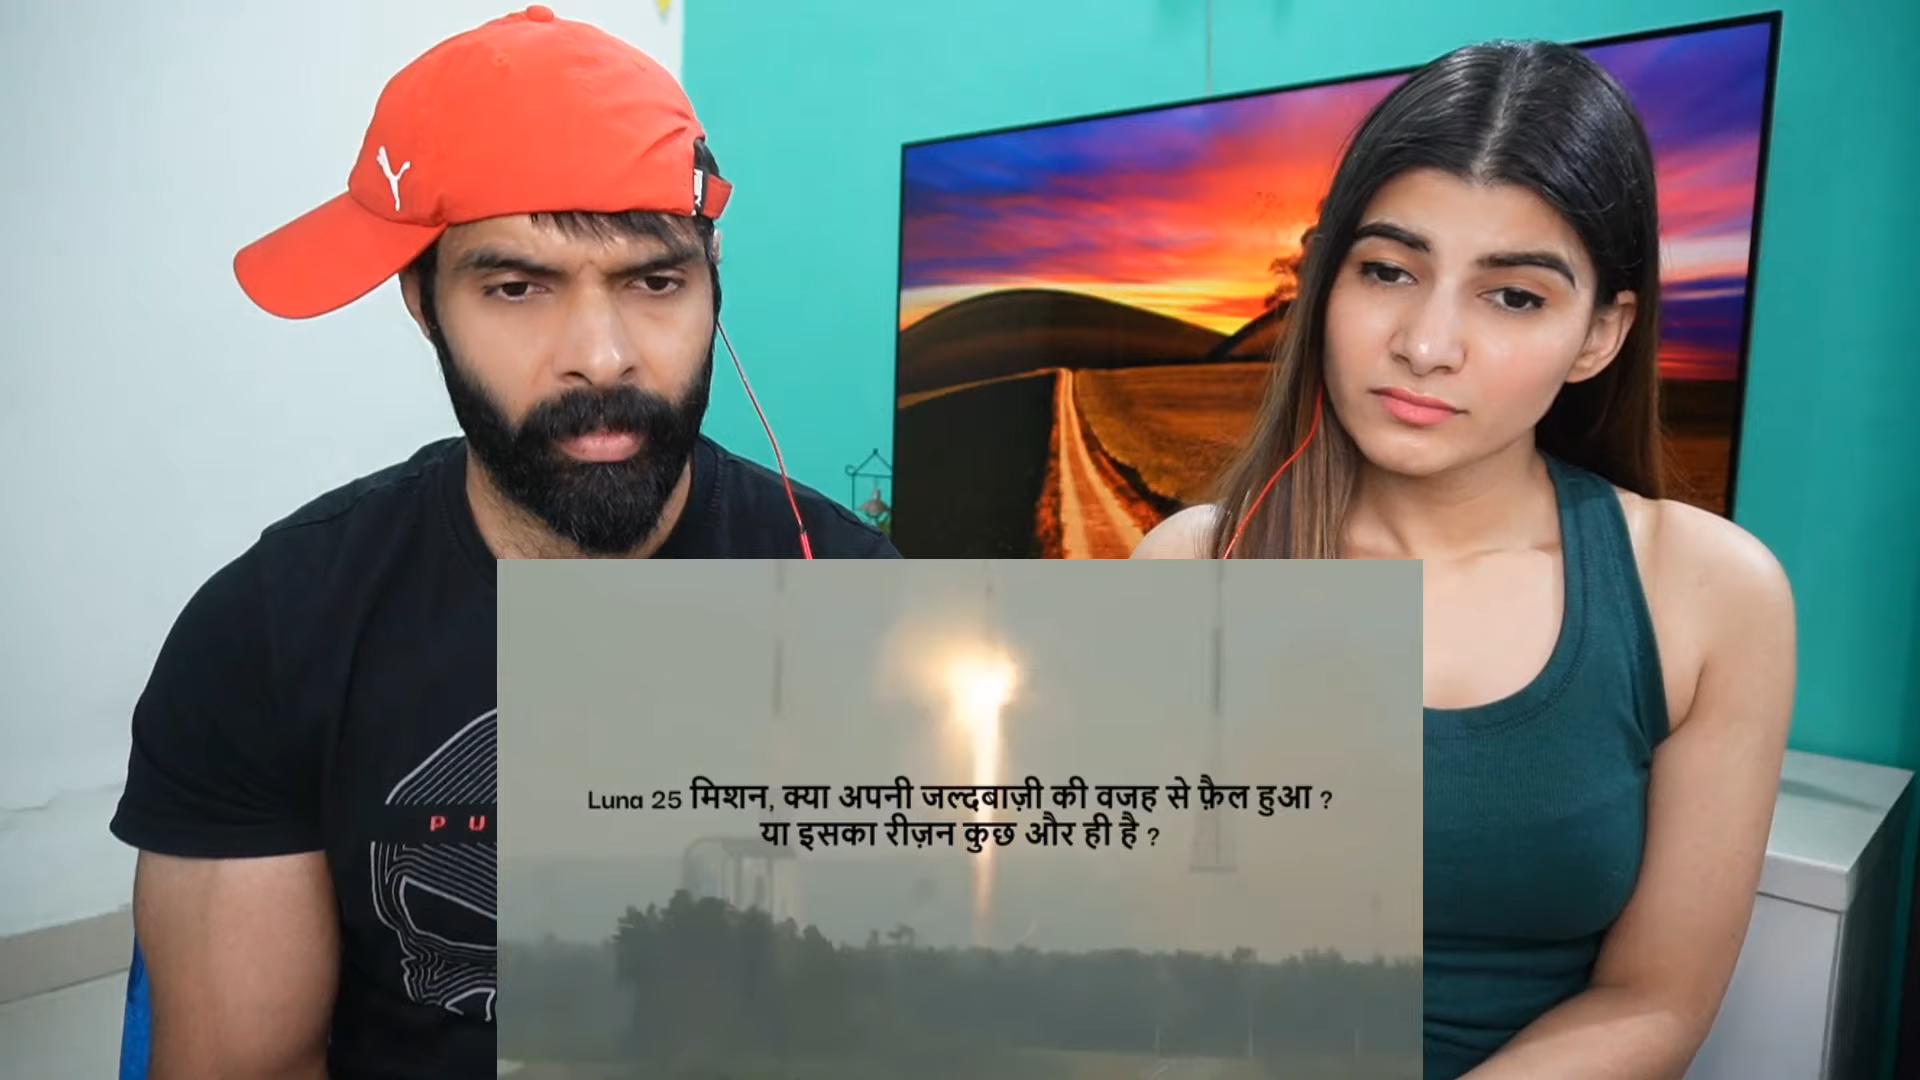 Luna 25 मिशन, क्या अपनी जल्दबाज़ी की वजह से फ़ैल हुआ ?
या इसका रीज़न कुछ और ही है ?
P U